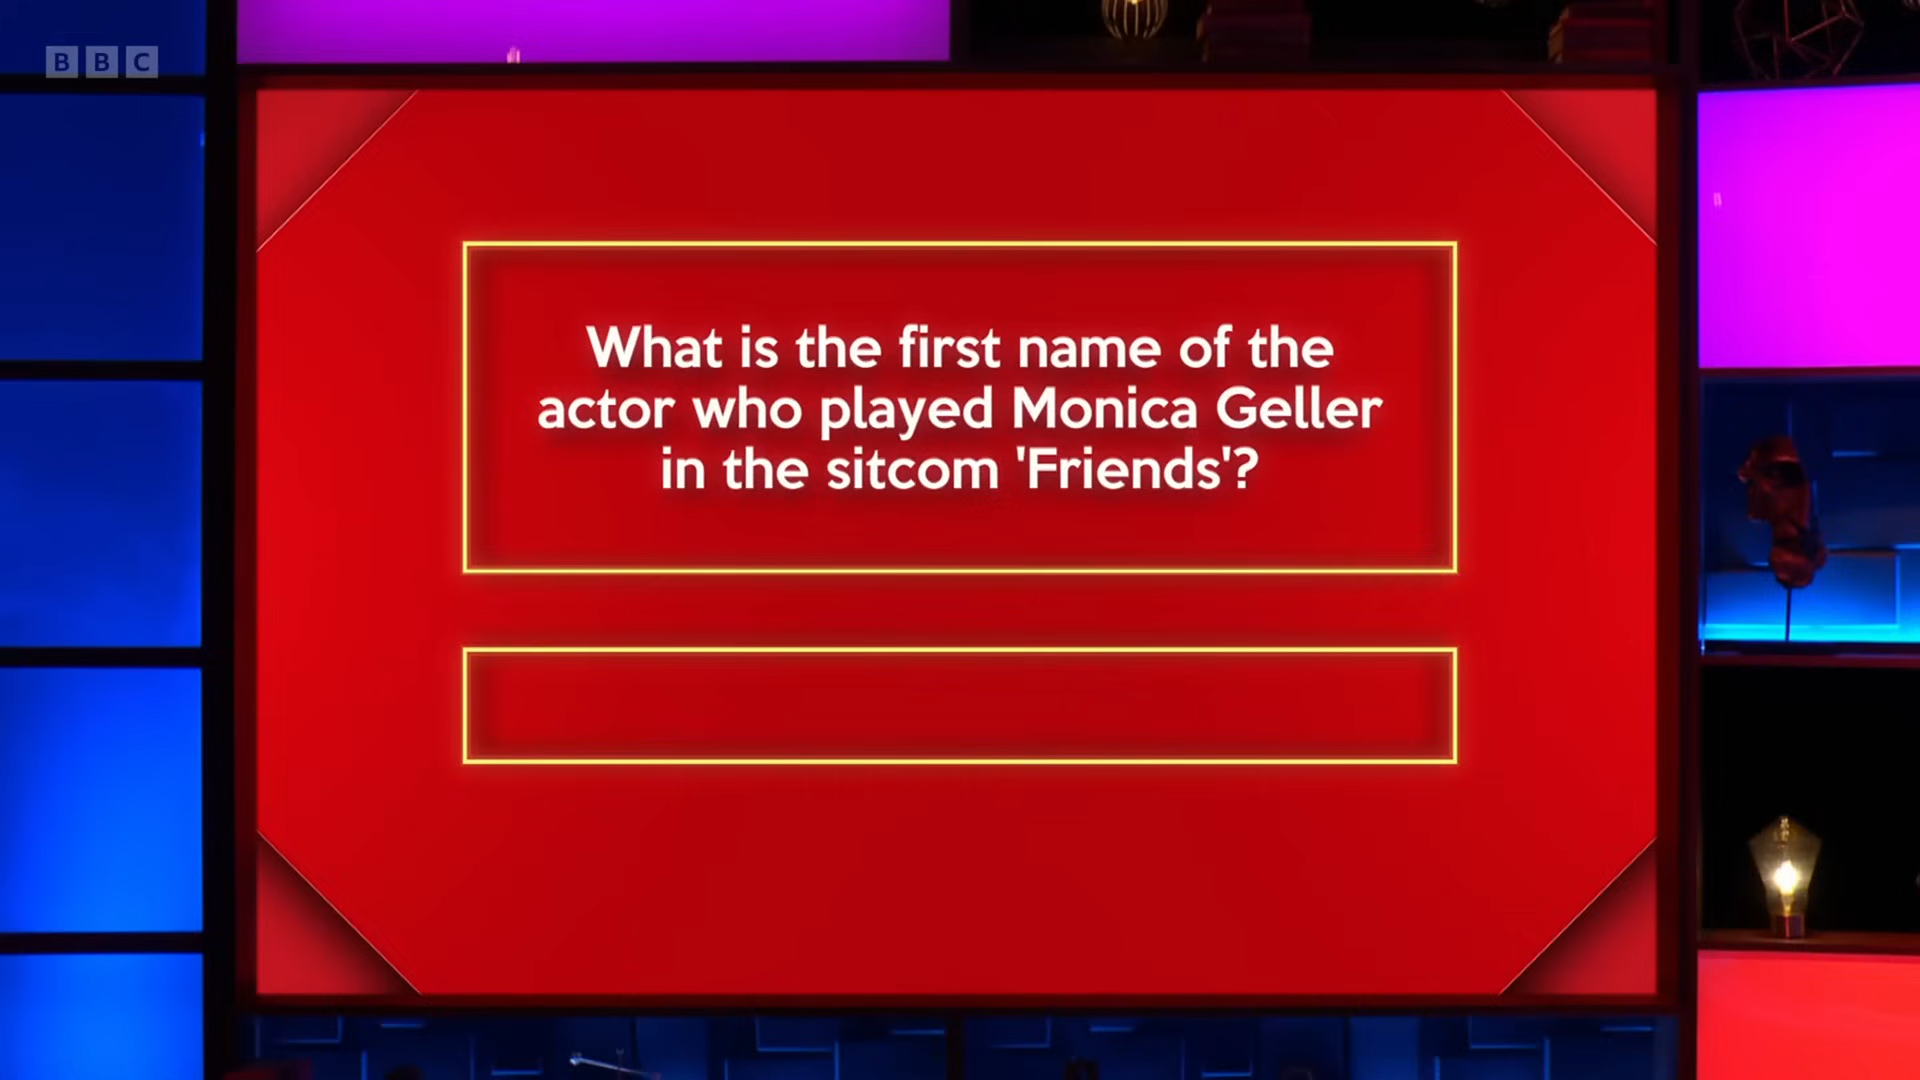 BBC
What is the first name of the
actor who played Monica Geller
in the sitcom 'Friends'?